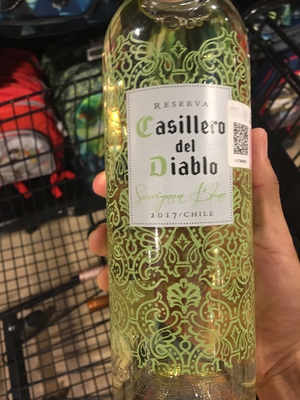 RESERVA
Casillero
del
Diablo
Sauvignon Blanc
2017/CHILE